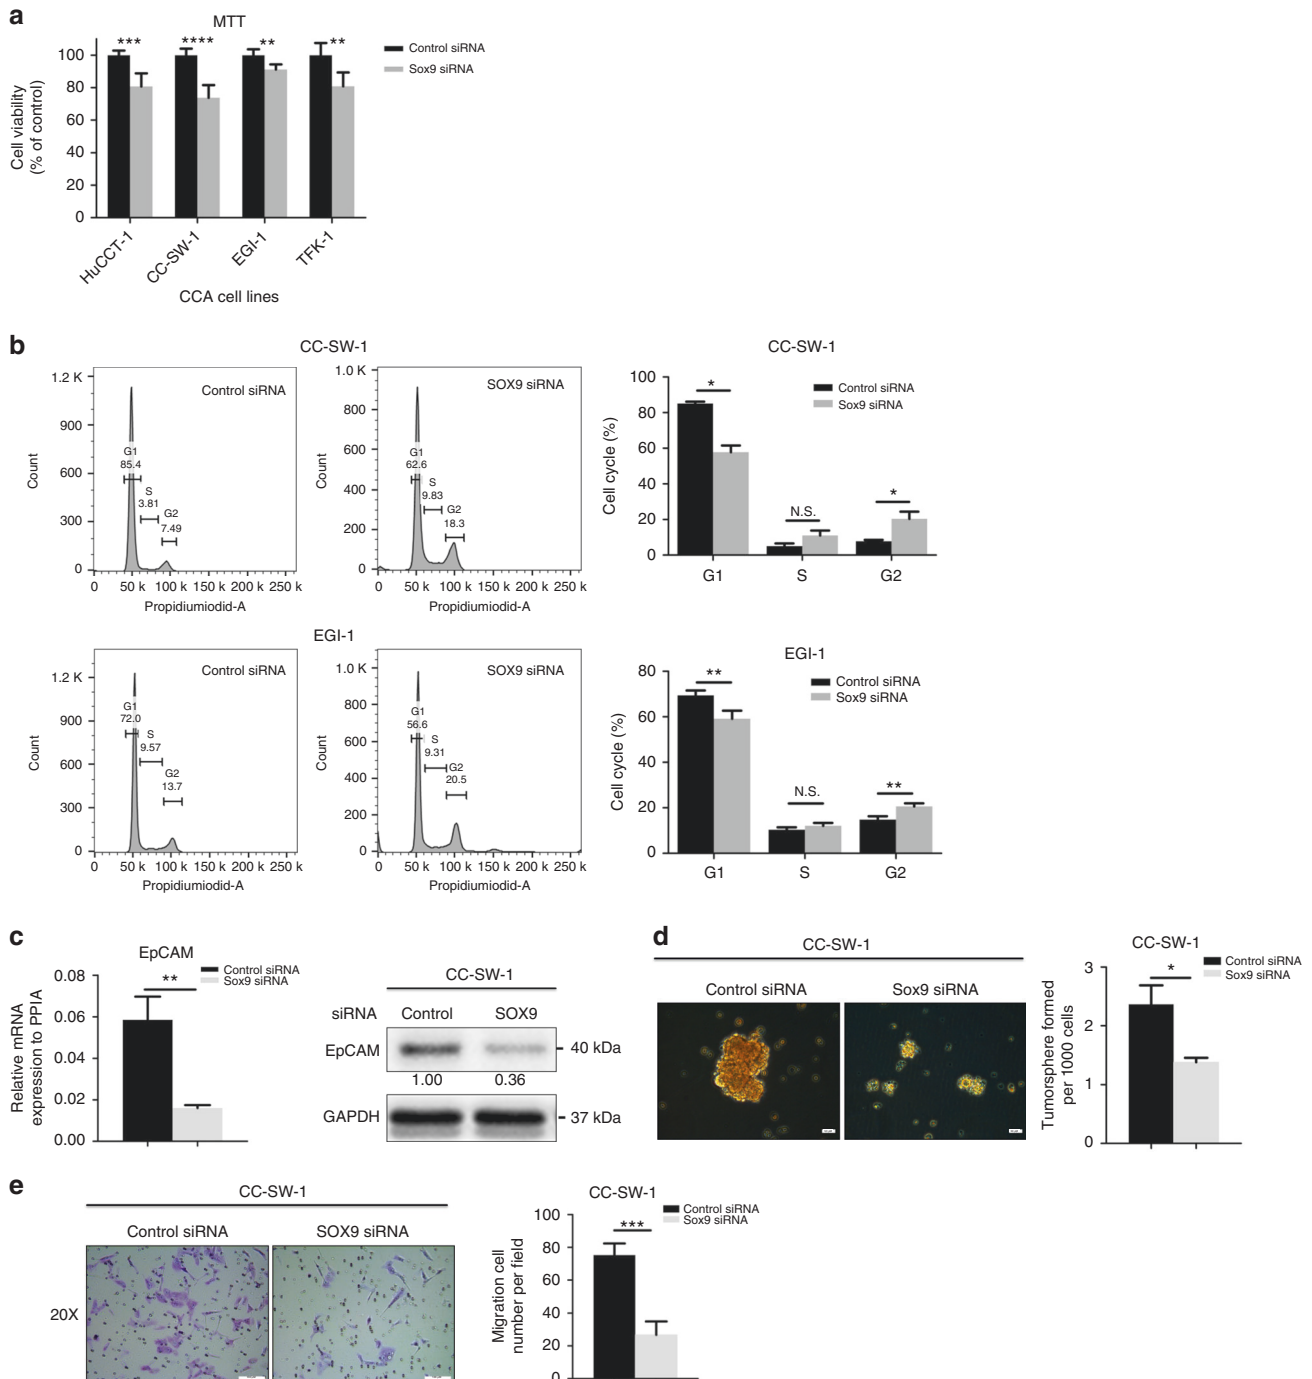 a
MTT
*** **** ** **
Control siRNA
Sox9 siRNA
100
80
60
40
20
0
Cell viability
(% of control)
HuCCT-1 CC-SW-1 EGI-1 TFK-1
CCA cell lines
b
CC-SW-1
Control siRNA
1.2 K
900
600
300
0
Count
G1
85.4
S
3.81
G2
7.49
0 50 k 100 k 150 k 200 k 250 k
Propidiumiodid-A
SOX9 siRNA
1.0 K
800
600
400
200
0
Count
G1
62.6
S
9.83
G2
18.3
0 50 k 100 k 150 k 200 k 250 k
Propidiumiodid-A
CC-SW-1
Control siRNA
Sox9 siRNA
100
80
60
40
20
0
Cell cycle (%)
*
N.S.
*
G1 S G2
EGI-1
Control siRNA
1.2 K
900
600
300
0
Count
G1
72.0
S
9.57
G2
13.7
0 50 k 100 k 150 k 200 k 250 k
Propidiumiodid-A
SOX9 siRNA
1.0 K
800
600
400
200
0
Count
G1
56.6
S
9.31
G2
20.5
0 50 k 100 k 150 k 200 k 250 k
Propidiumiodid-A
EGI-1
Control siRNA
Sox9 siRNA
80
60
40
20
0
Cell cycle (%)
**
N.S.
**
G1 S G2
c
EpCAM
Control siRNA
Sox9 siRNA
**
0.08
0.06
0.04
0.02
0.00
Relative mRNA
expression to PPIA
CC-SW-1
siRNA Control SOX9
EpCAM
40 kDa
1.00 0.36
GAPDH
37 kDa
d
CC-SW-1
Control siRNA Sox9 siRNA
CC-SW-1
Control siRNA
Sox9 siRNA
*
3
2
1
0
Tumorsphere formed
per 1000 cells
e
CC-SW-1
Control siRNA SOX9 siRNA
20X
CC-SW-1
Control siRNA
Sox9 siRNA
***
100
80
60
40
20
0
Migration cell
number per field